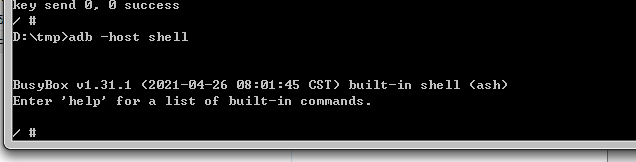 key send 0, 0 success
/ #
D:\tmp>adb -host shell
BusyBox v1.31.1 (2021-04-26 08:01:45 CST) built-in shell (ash)
Enter 'help' for a list of built-in commands.
/ #